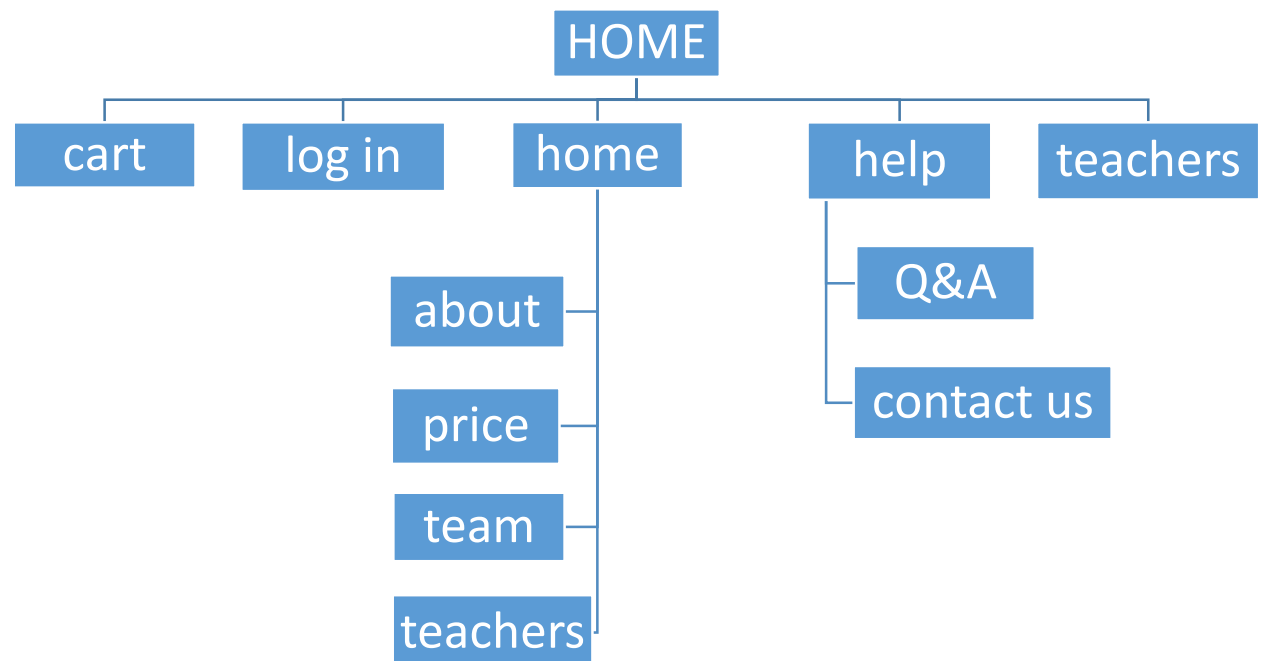 HOME
cart
log in
home
help
teachers
about
price
team
teachers
Q&A
contact us